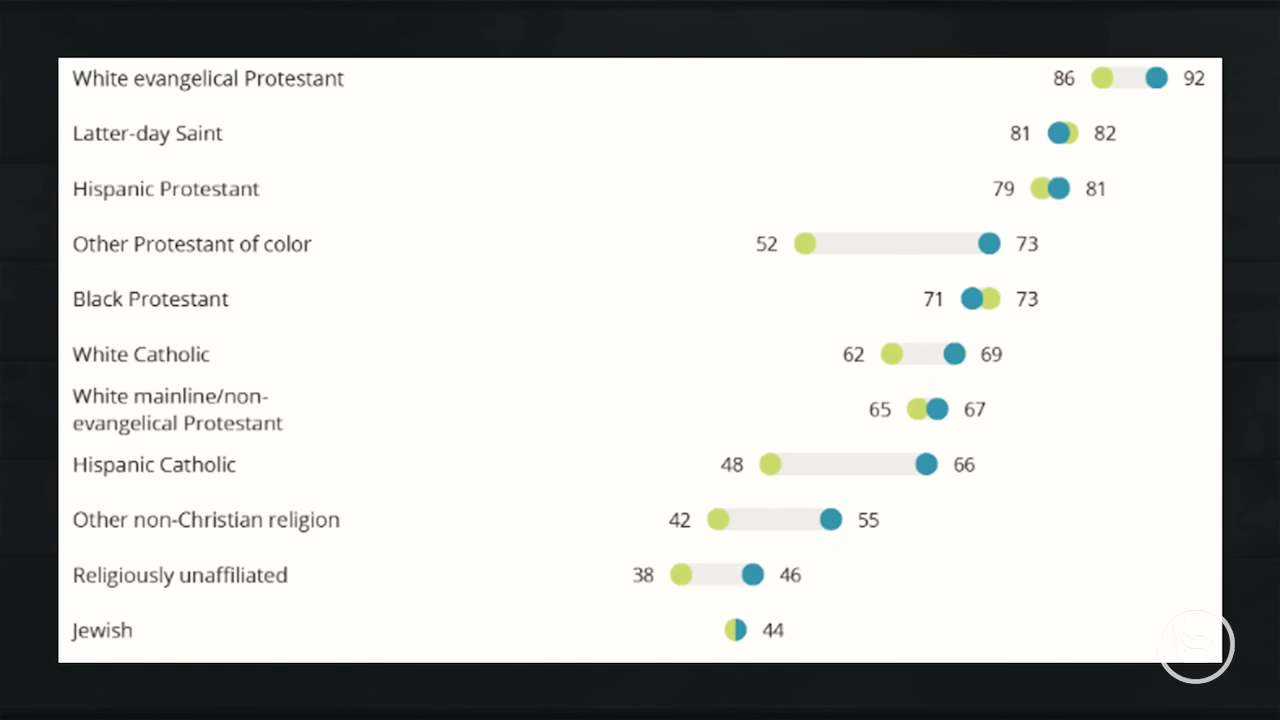 White evangelical Protestant 86 92
Latter-day Saint 81 82
Hispanic Protestant 79 81
Other Protestant of color 52 73
Black Protestant 71 73
White Catholic 62 69
White mainline/non-
evangelical Protestant 65 67
Hispanic Catholic 48 66
Other non-Christian religion 42 55
Religiously unaffiliated 38 46
Jewish 44